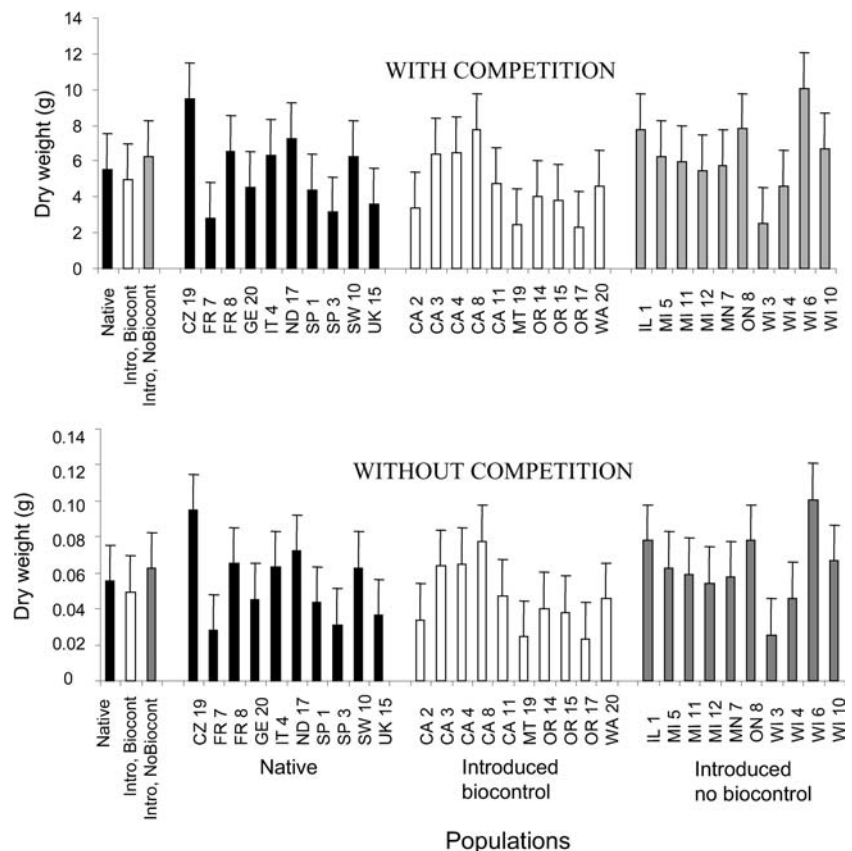 14
12
10
8
6
4
2
0
Dry weight (g)
WITH COMPETITION
Native
Intro, Biocont
Intro, NoBiocont
CZ 19
FR 7
FR 8
GE 20
IT 4
ND 17
SP 1
SP 3
SW 10
UK 15
CA 2
CA 3
CA 4
CA 8
CA 11
MT 19
OR 14
OR 15
OR 17
WA 20
IL 1
MI 5
MI 11
MI 12
MN 7
ON 8
WI 3
WI 4
WI 6
WI 10
0.14
0.12
0.10
0.08
0.06
0.04
0.02
0
Dry weight (g)
WITHOUT COMPETITION
Native
Intro, Biocont
Intro, NoBiocont
CZ 19
FR 7
FR 8
GE 20
IT 4
ND 17
SP 1
SP 3
SW 10
UK 15
CA 2
CA 3
CA 4
CA 8
CA 11
MT 19
OR 14
OR 15
OR 17
WA 20
IL 1
MI 5
MI 11
MI 12
MN 7
ON 8
WI 3
WI 4
WI 6
WI 10
Native
Introduced
biocontrol
Introduced
no biocontrol
Populations